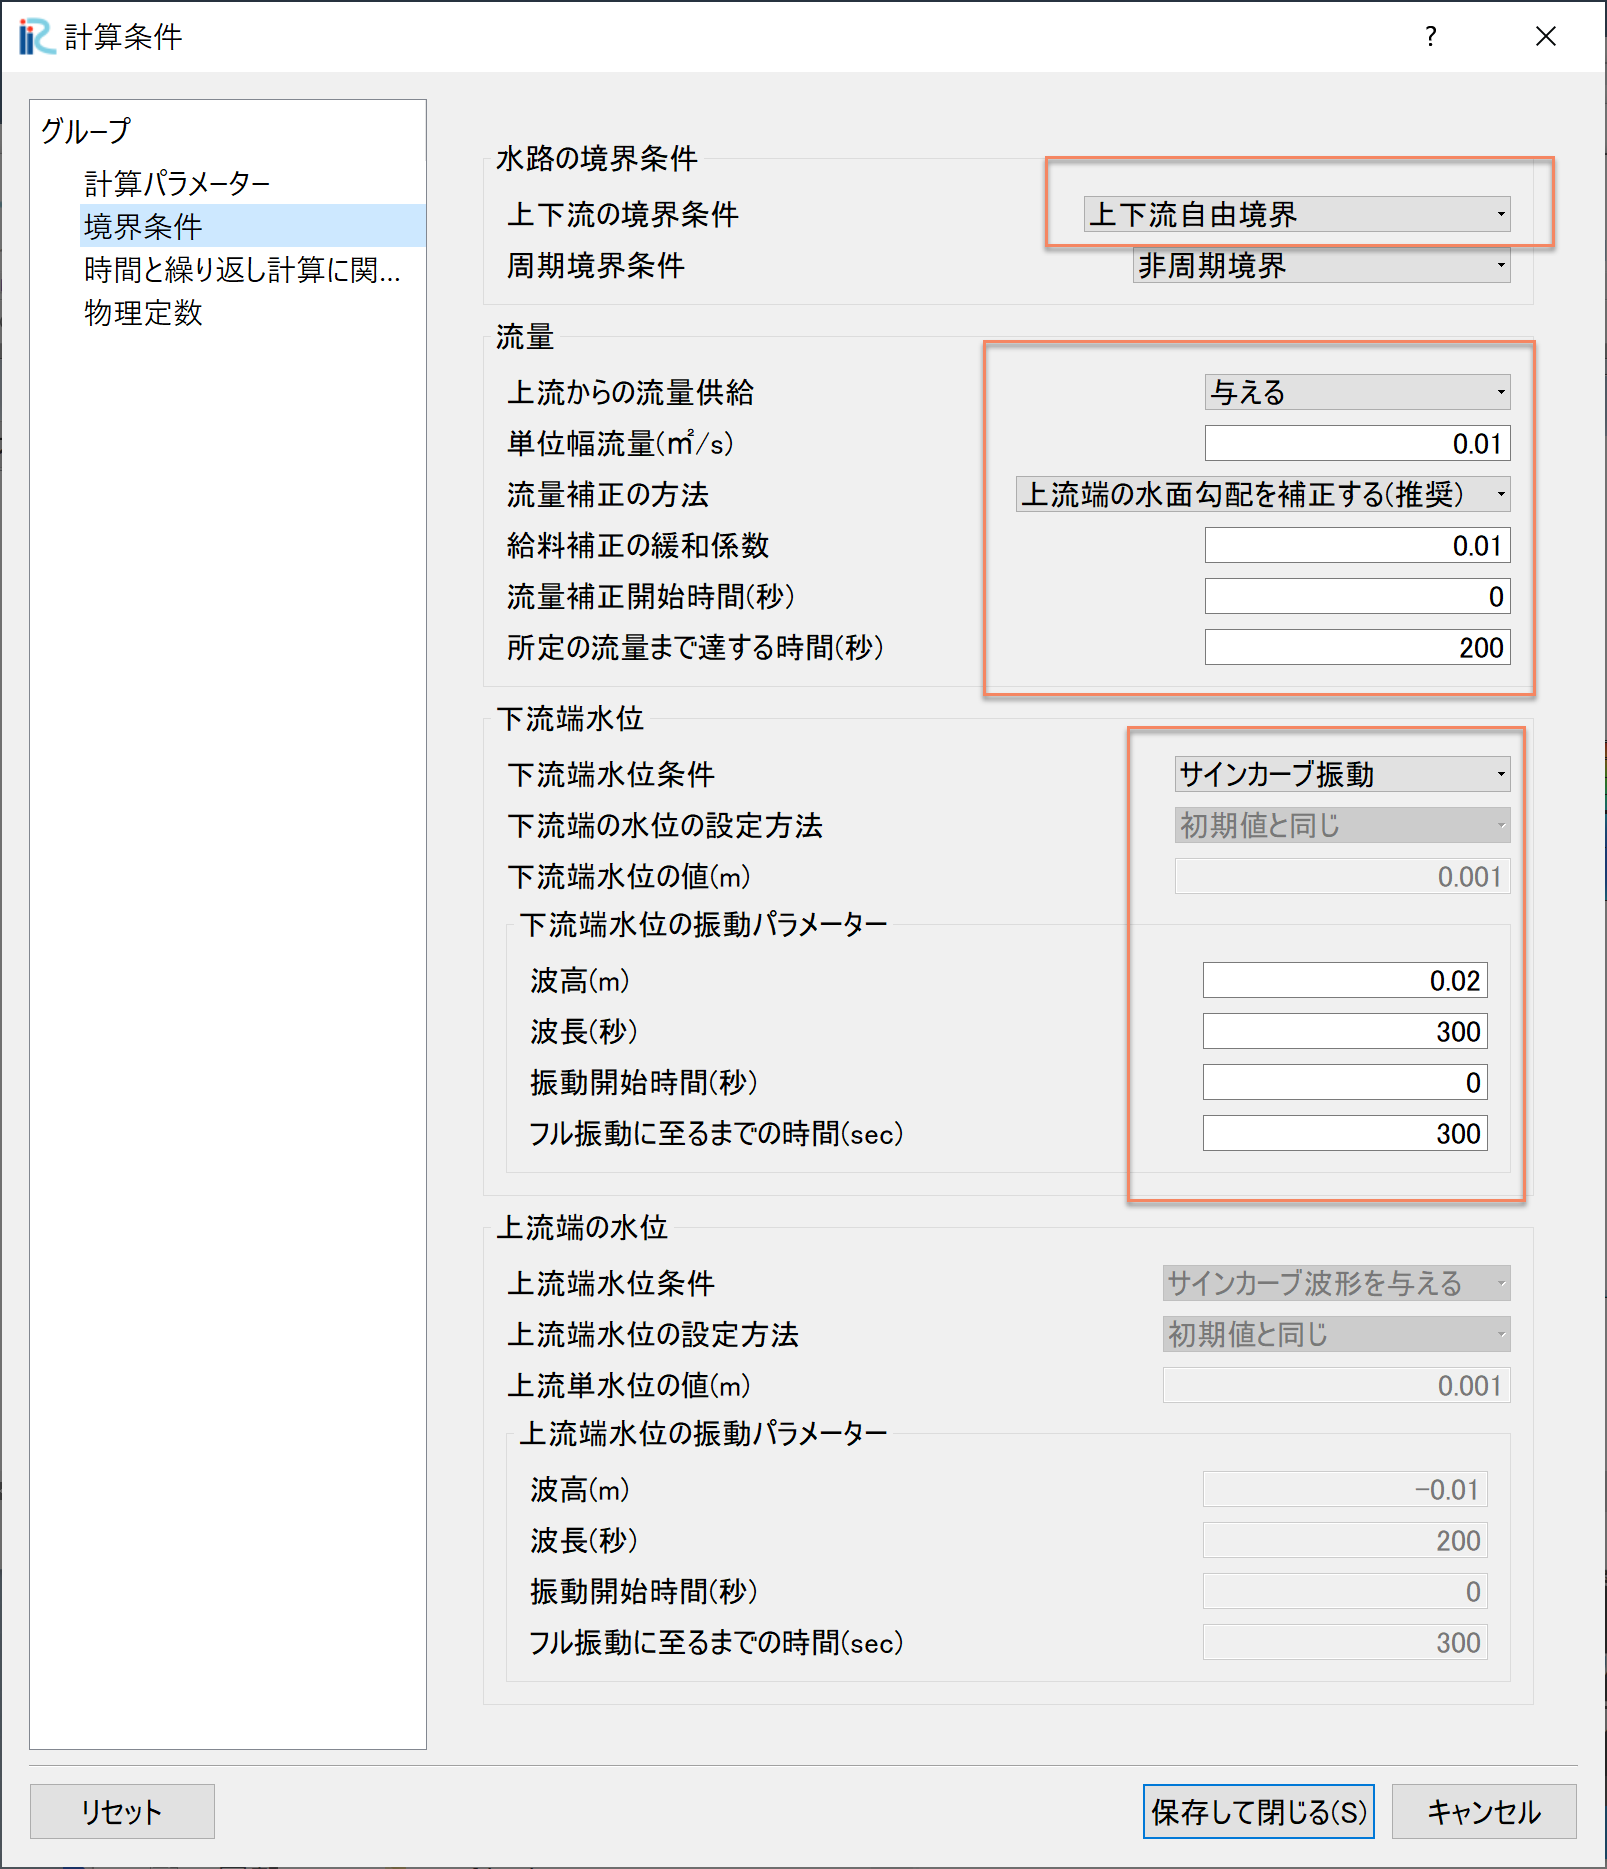 iRC 計算条件
?
グループ
計算パラメーター
境界条件
時間と繰り返し計算に関...
物理定数
水路の境界条件
上下流の境界条件 上下流自由境界
周期境界条件 非周期境界
流量
上流からの流量供給 与える
単位幅流量(㎡/s) 0.01
流量補正の方法 上流端の水面勾配を補正する(推奨)
給料補正の緩和係数 0.01
流量補正開始時間(秒) 0
所定の流量まで達する時間(秒) 200
下流端水位
下流端水位条件 サインカーブ振動
下流端の水位の設定方法 初期値と同じ
下流端水位の値(m) 0.001
下流端水位の振動パラメーター
波高(m) 0.02
波長(秒) 300
振動開始時間(秒) 0
フル振動に至るまでの時間(sec) 300
上流端の水位
上流端水位条件 サインカーブ波形を与える
上流端水位の設定方法 初期値と同じ
上流単水位の値(m) 0.001
上流端水位の振動パラメーター
波高(m) -0.01
波長(秒) 200
振動開始時間(秒) 0
フル振動に至るまでの時間(sec) 300
リセット 保存して閉じる(S) キャンセル